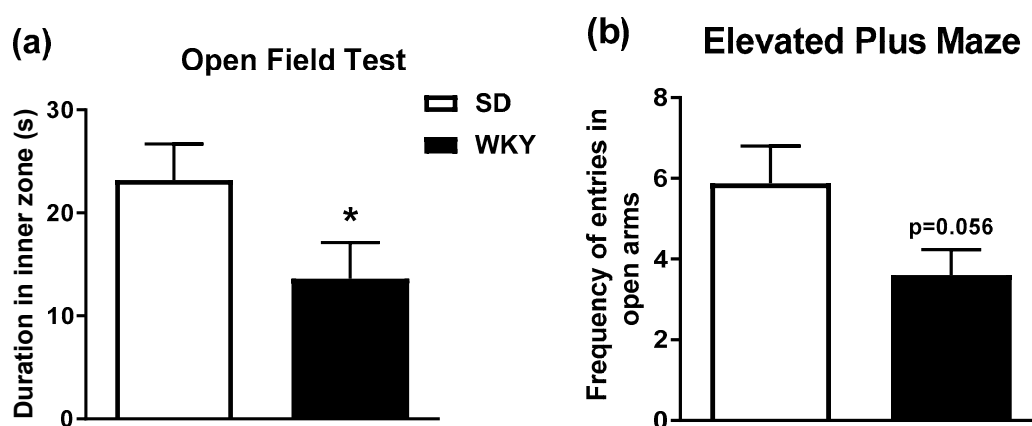 (a)
Open Field Test
SD
WKY
Duration in inner zone (s)
30
20
10
0
*
(b)
Elevated Plus Maze
Frequency of entries in
open arms
8
6
4
2
0
p=0.056